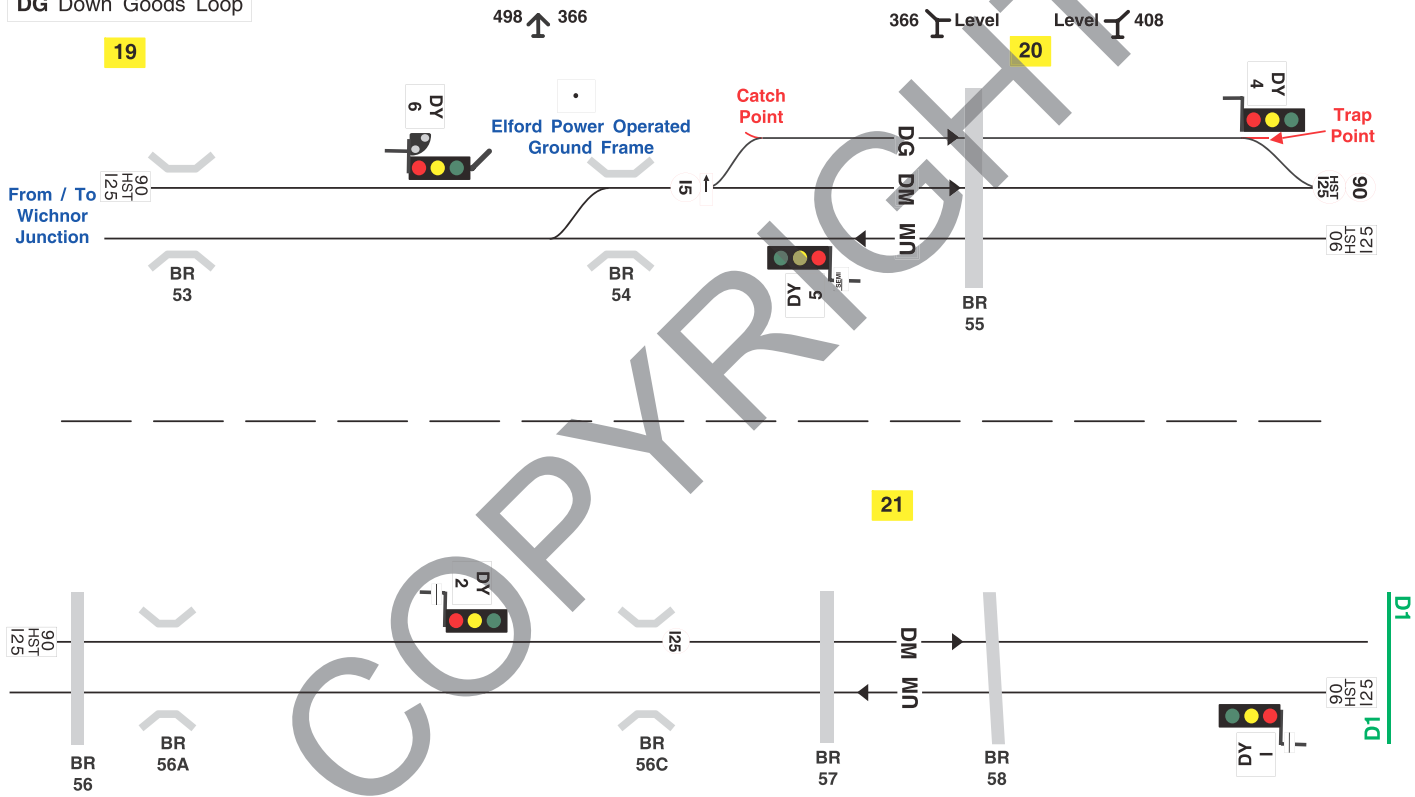 DG Down Goods Loop
498 366
366 Level
Level 408
19
20
DY
6
Elford Power Operated
Ground Frame
Catch
Point
DY
4
Trap
Point
From / To
Wichnor
Junction
90
HST
125
15
DG
DM
UM
125
HST
90
90
HST
125
BR
53
BR
54
DY
5
SEMI
BR
55
COPYRIGHT
21
DY
2
90
HST
125
125
DM
UM
90
HST
125
D1
D1
BR
56
BR
56A
BR
56C
BR
57
BR
58
DY
1